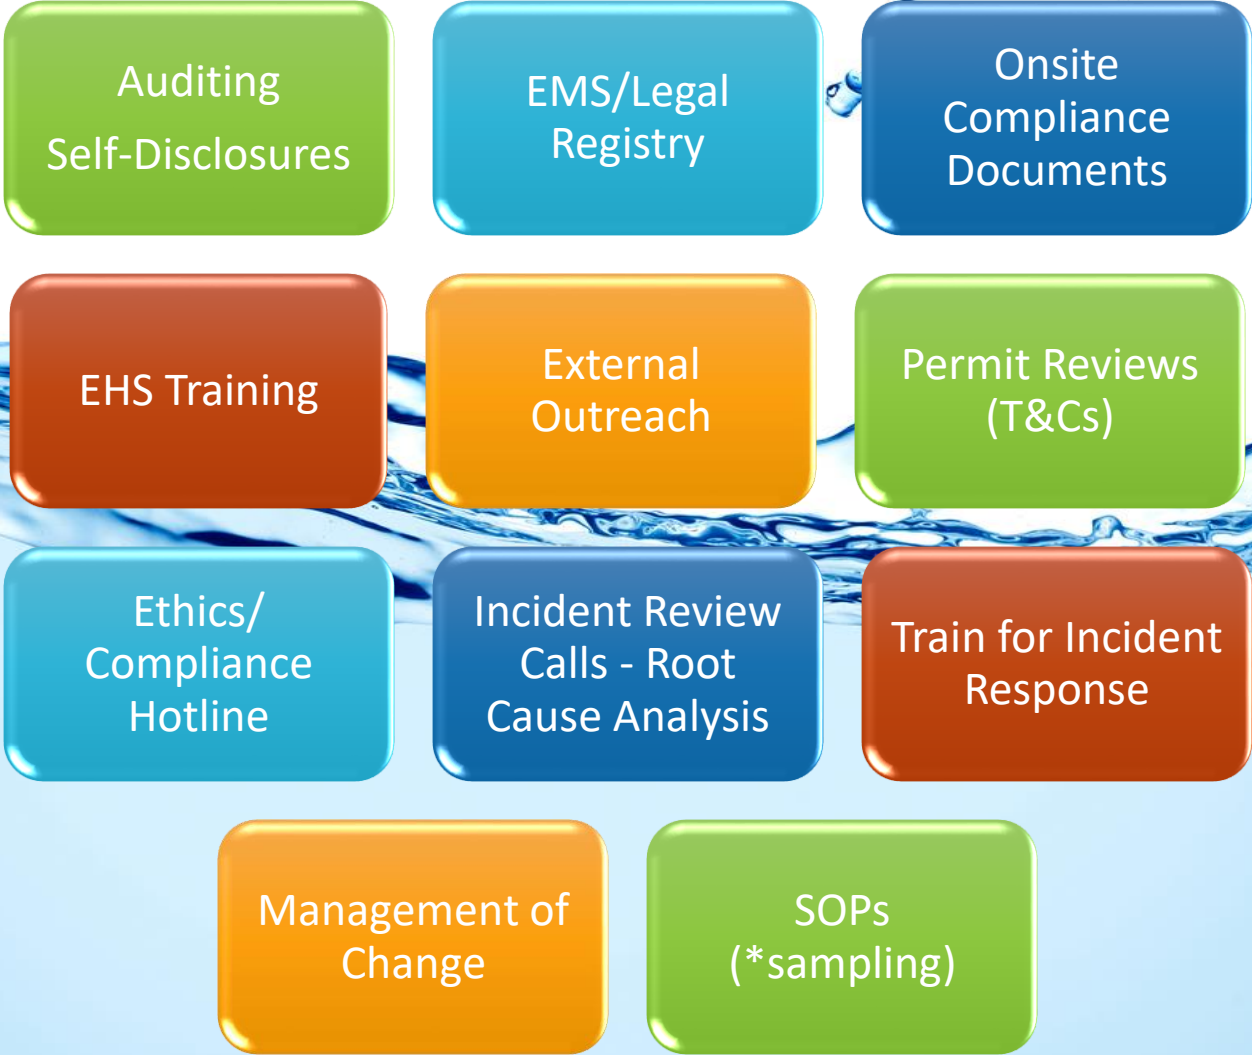 Auditing
Self-Disclosures
EMS/Legal
Registry
Onsite
Compliance
Documents
EHS Training
External
Outreach
Permit Reviews
(T&Cs)
Ethics/
Compliance
Hotline
Incident Review
Calls - Root
Cause Analysis
Train for Incident
Response
Management of
Change
SOPs
(*sampling)